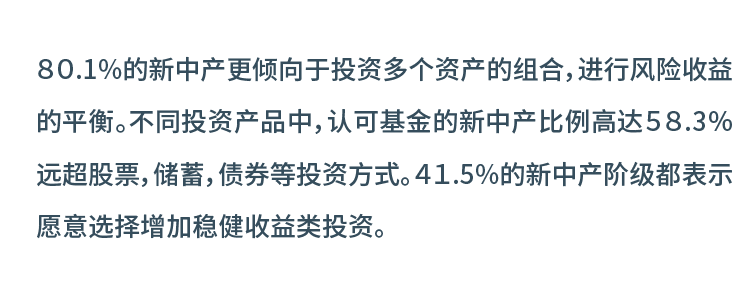 80.1%的新中产更倾向于投资多个资产的组合，进行风险收益
的平衡。不同投资产品中，认可基金的新中产比例高达58.3%
远超股票，储蓄，债券等投资方式。41.5%的新中产阶级都表示
愿意选择增加稳健收益类投资。